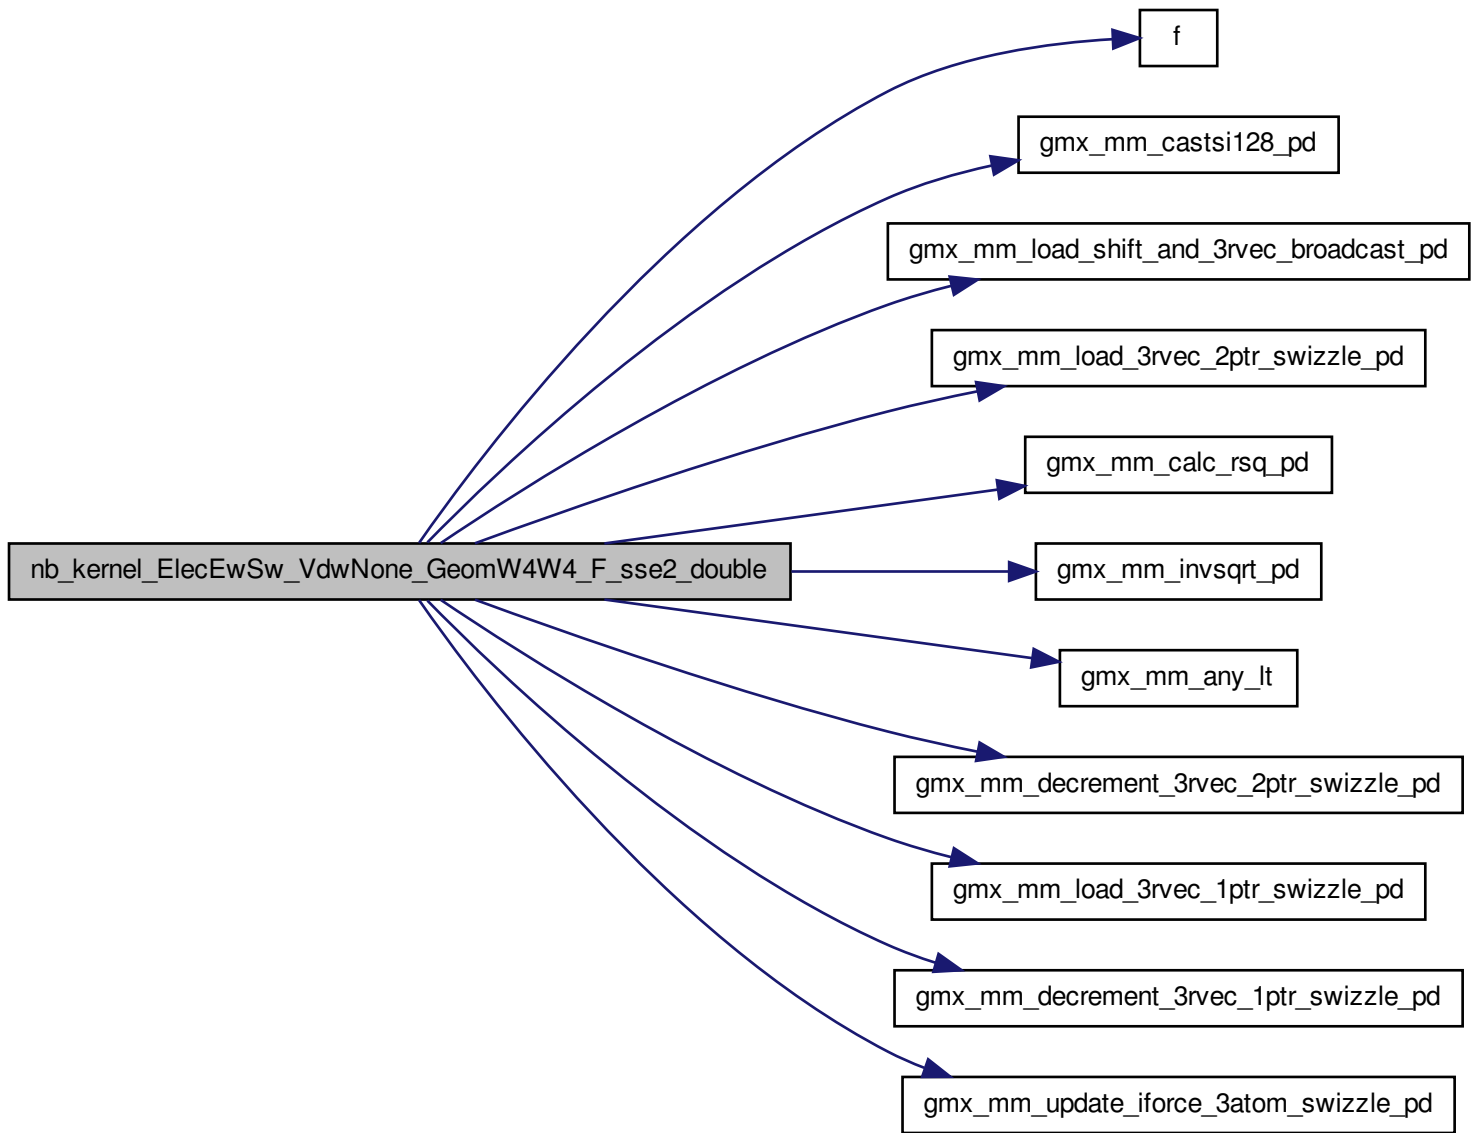 f
gmx_mm_castsi128_pd
gmx_mm_load_shift_and_3rvec_broadcast_pd
gmx_mm_load_3rvec_2ptr_swizzle_pd
gmx_mm_calc_rsq_pd
nb_kernel_ElecEwSw_VdwNone_GeomW4W4_F_sse2_double
gmx_mm_invsqrt_pd
gmx_mm_any_lt
gmx_mm_decrement_3rvec_2ptr_swizzle_pd
gmx_mm_load_3rvec_1ptr_swizzle_pd
gmx_mm_decrement_3rvec_1ptr_swizzle_pd
gmx_mm_update_iforce_3atom_swizzle_pd